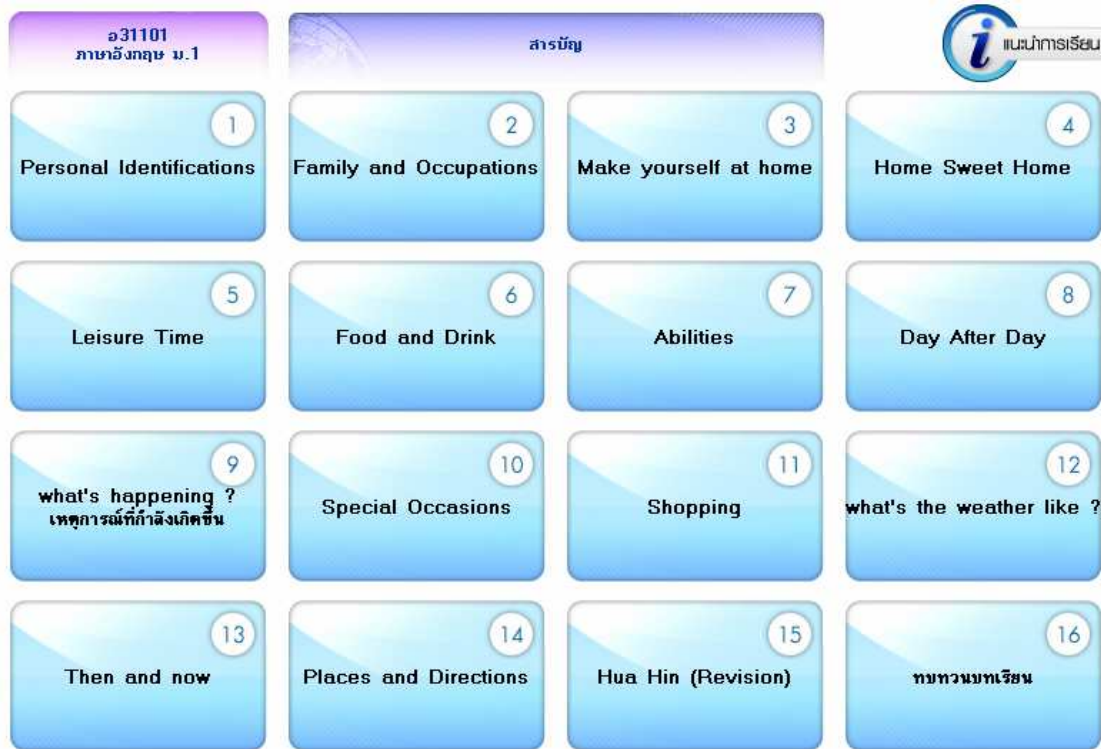 อ31101
ภาษาอังกฤษ ม.1
สารบัญ
แนะนำการเรียน
1
Personal Identifications
2
Family and Occupations
3
Make yourself at home
4
Home Sweet Home
5
Leisure Time
6
Food and Drink
7
Abilities
8
Day After Day
9
what's happening ?
เหตุการณ์ที่กำลังเกิดขึ้น
10
Special Occasions
11
Shopping
12
what's the weather like ?
13
Then and now
14
Places and Directions
15
Hua Hin (Revision)
16
ทบทวนบทเรียน